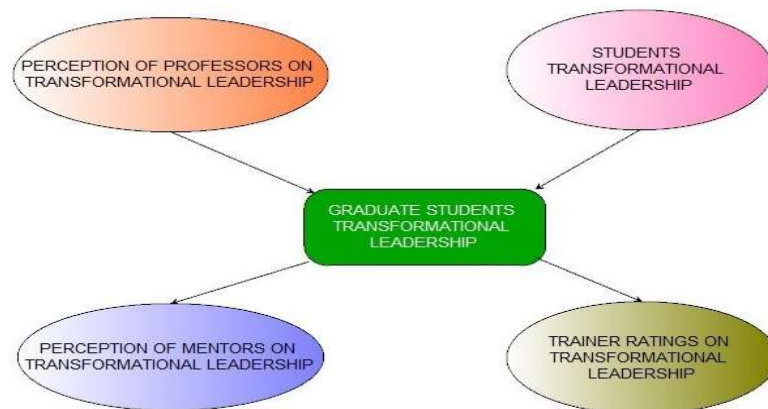 PERCEPTION OF PROFESSORS ON
TRANSFORMATIONAL LEADERSHIP
STUDENTS
TRANSFORMATIONAL
LEADERSHIP
GRADUATE STUDENTS
TRANSFORMATIONAL
LEADERSHIP
PERCEPTION OF MENTORS ON
TRANSFORMATIONAL LEADERSHIP
TRAINER RATINGS ON
TRANSFORMATIONAL
LEADERSHIP